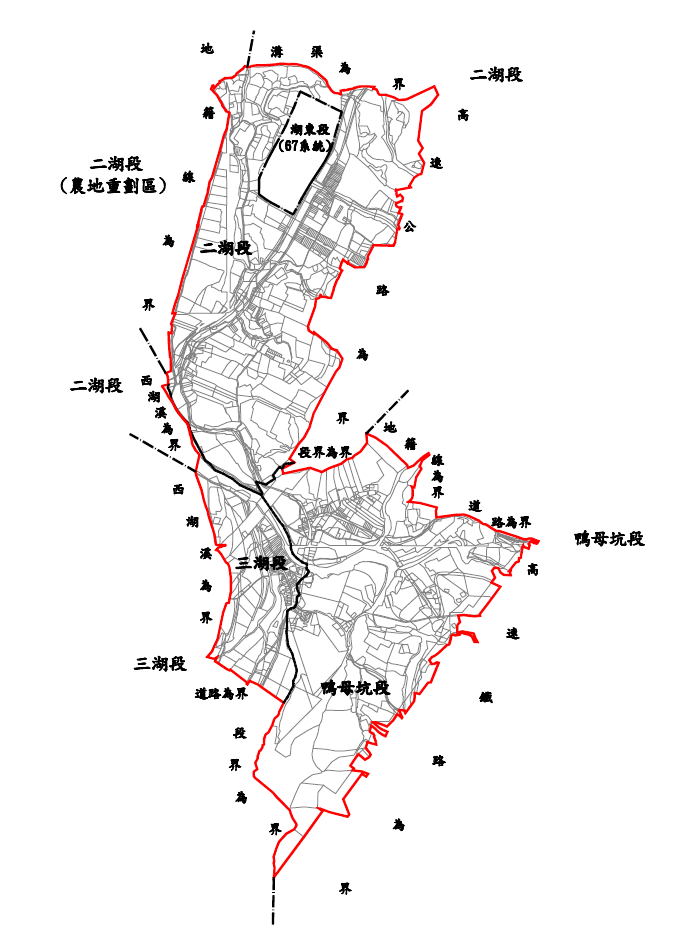 地籍線為界
溝渠為界
二湖段
高速公路為界
湖東段
(67系統)
二湖段
(農地重劃區)
二湖段
二湖段
西湖溪為界
段界為界
地籍線為界
道路為界
鴨母坑段
高速鐵路為界
西湖溪為界
三湖段
三湖段
道路為界
鴨母坑段
段界為界